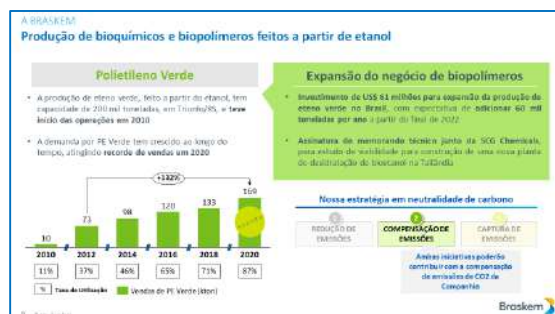 A BRASKEM
Produção de bioquímicos e biopolímeros feitos a partir de etanol
Polietileno Verde
• A produção de eteno verde, feito a partir do etanol, tem
capacidade de 200 mil toneladas, em Triunfo/RS, e teve
início das operações em 2010
• A demanda por PE Verde tem crescido ao longo do
tempo, atingindo recorde de vendas em 2020
+132%
10
73
98
120
133
169
2010
2012
2014
2016
2018
2020
11%
37%
46%
65%
71%
87%
% Taxa de Utilização
Vendas de PE Verde (kton)
Expansão do negócio de biopolímeros
• Investimento de US$ 61 milhões para expansão da produção de
eteno verde no Brasil, com expectativa de adicionar 60 mil
toneladas por ano a partir do final de 2022
• Assinatura de memorando técnico junto da SCG Chemicals,
para estudo de viabilidade para construção de uma nova planta
de desidratação de bioetanol na Tailândia
Nossa estratégia em neutralidade de carbono
REDUÇÃO DE
EMISSÕES
2
COMPENSAÇÃO DE
EMISSÕES
CAPTURA DE
EMISSÕES
Ambas iniciativas poderão
contribuir com a compensação
de emissões de CO2 da
Companhia
Braskem